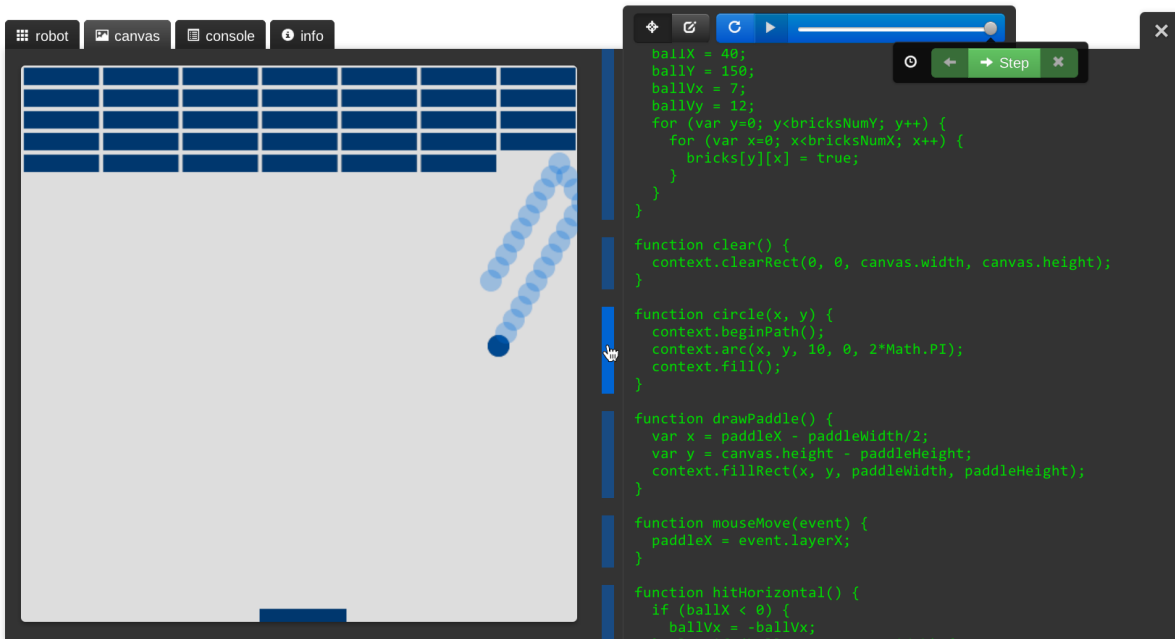 robot
canvas
console
info
Step
ballX = 40;
ballY = 150;
ballVx = 7;
ballVy = 12;
for (var y=0; y<bricksNumY; y++) {
for (var x=0; x<bricksNumX; x++) {
bricks[y][x] = true;
}
}
}
function clear() {
context.clearRect(0, 0, canvas.width, canvas.height);
}
function circle(x, y) {
context.beginPath();
context.arc(x, y, 10, 0, 2*Math.PI);
context.fill();
}
function drawPaddle() {
var x = paddleX - paddleWidth/2;
var y = canvas.height - paddleHeight;
context.fillRect(x, y, paddleWidth, paddleHeight);
}
function mouseMove(event) {
paddleX = event.layerX;
}
function hitHorizontal() {
if (ballX < 0) {
ballVx = -ballVx;